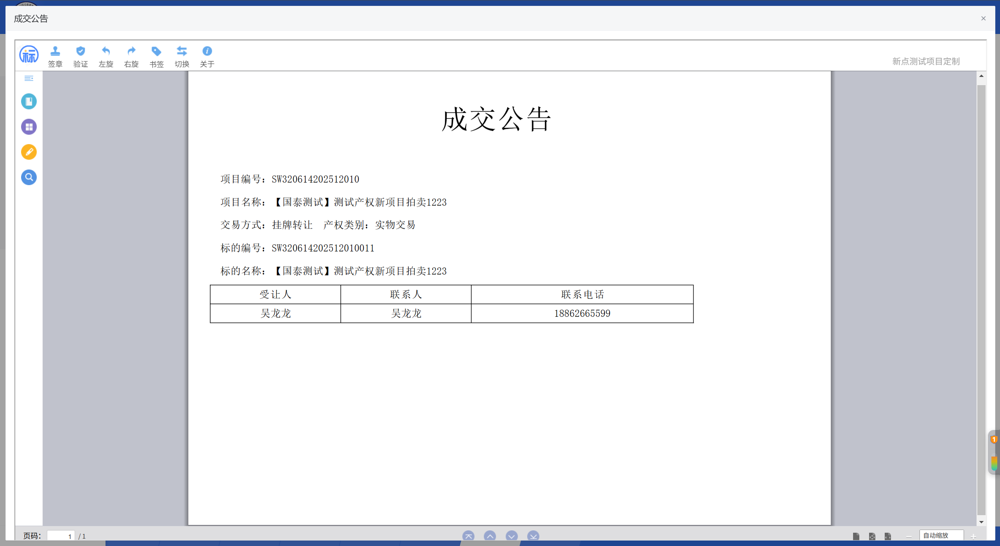 成交公告
标
签章 验证 左旋 右旋 书签 切换 关于
新点测试项目定制
成交公告
项目编号：SW320614202512010
项目名称：【国泰测试】测试产权新项目拍卖1223
交易方式：挂牌转让 产权类别：实物交易
标的编号：SW320614202512010011
标的名称：【国泰测试】测试产权新项目拍卖1223
受让人 联系人 联系电话
吴龙龙 吴龙龙 18862665599
1
页码： 1 / 1 自动缩放